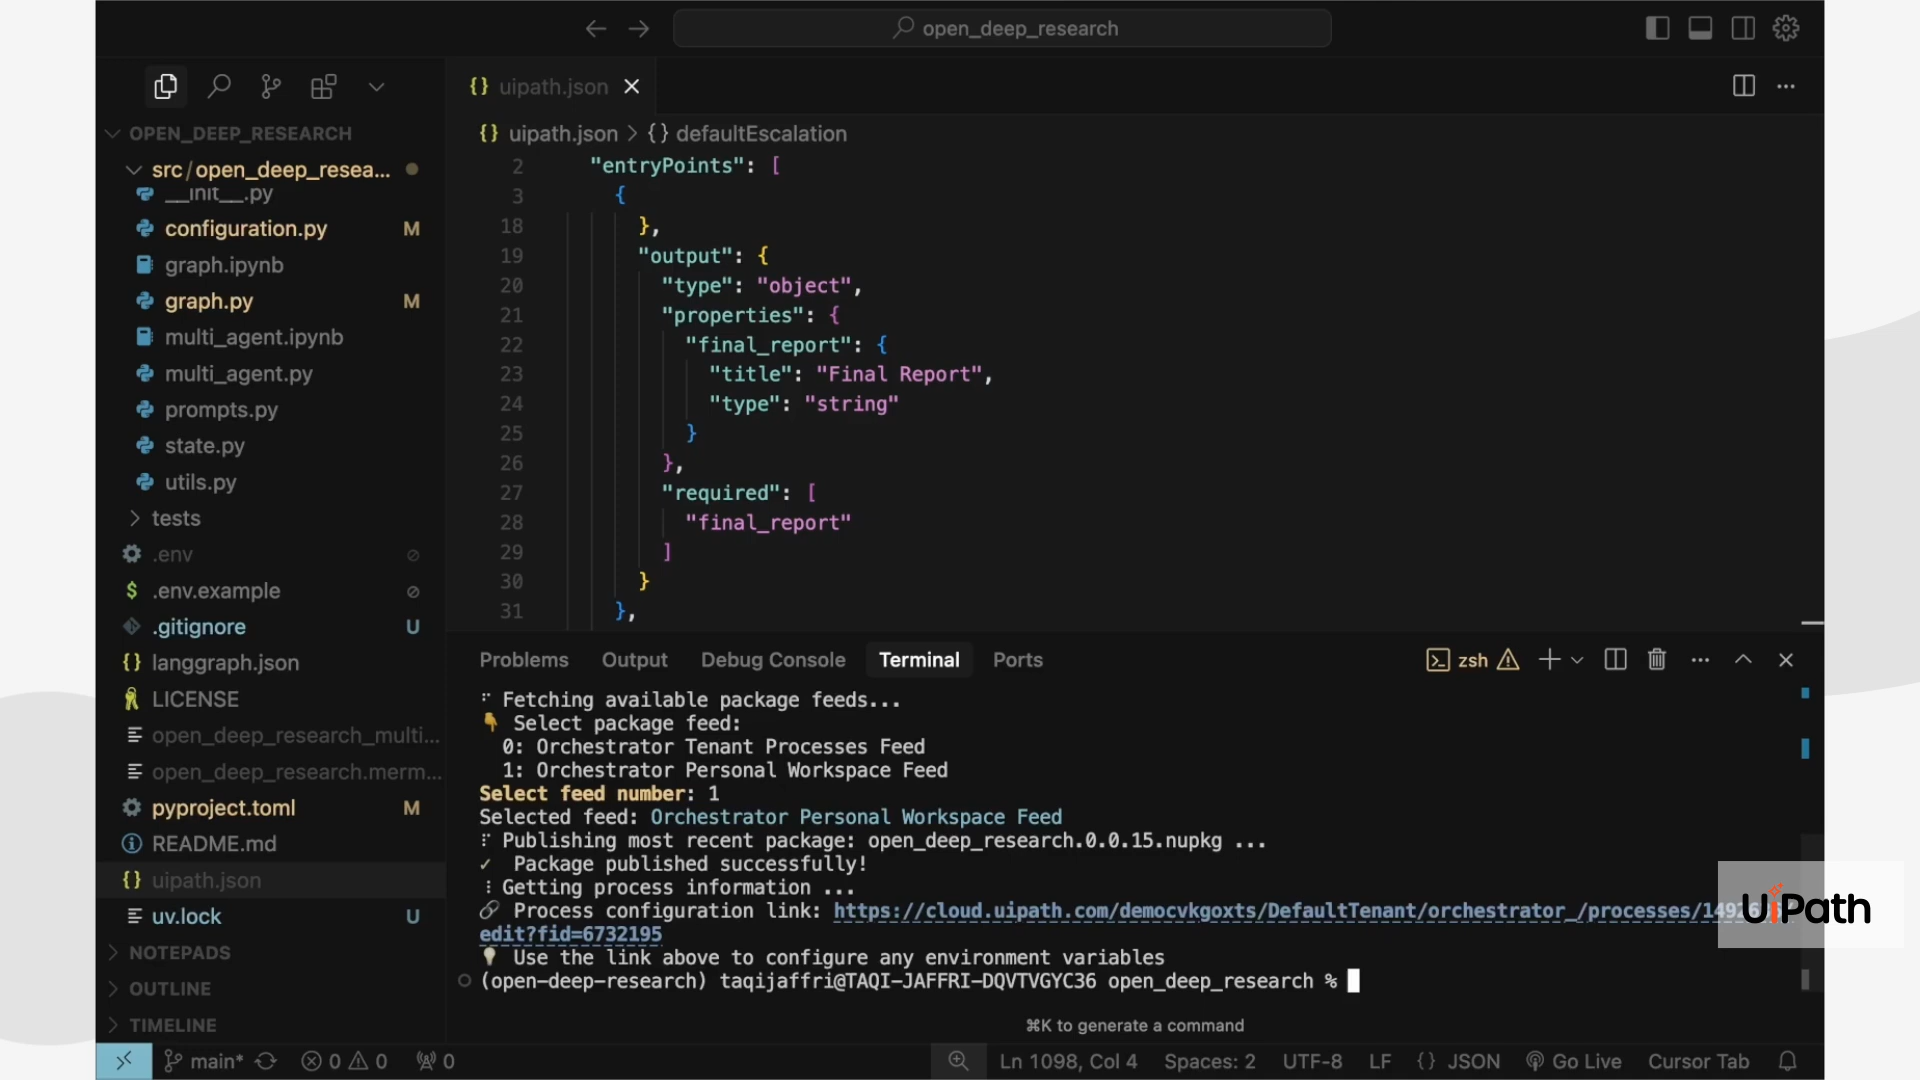 open_deep_research
uipath.json
OPEN_DEEP_RESEARCH
src/open_deep_resea...
__init__.py
configuration.py M
graph.ipynb
graph.py M
multi_agent.ipynb
multi_agent.py
prompts.py
state.py
utils.py
tests
.env
.env.example
.gitignore U
langgraph.json
LICENSE
open_deep_research_multi...
open_deep_research.merm...
pyproject.toml M
README.md
uipath.json
uv.lock U
NOTEPADS
OUTLINE
TIMELINE
{} uipath.json > {} defaultEscalation
2 "entryPoints": [
3 {
18 },
19 "output": {
20 "type": "object",
21 "properties": {
22 "final_report": {
23 "title": "Final Report",
24 "type": "string"
25 }
26 },
27 "required": [
28 "final_report"
29 ]
30 }
31 },
Problems Output Debug Console Terminal Ports zsh
Fetching available package feeds...
Select package feed:
0: Orchestrator Tenant Processes Feed
1: Orchestrator Personal Workspace Feed
Select feed number: 1
Selected feed: Orchestrator Personal Workspace Feed
Publishing most recent package: open_deep_research.0.0.15.nupkg ...
✓ Package published successfully!
Getting process information ...
Process configuration link: https://cloud.uipath.com/democvkgoxts/DefaultTenant/orchestrator_/processes/
edit?fid=6732195
Use the link above to configure any environment variables
(open-deep-research) taqijaffri@TAQI-JAFFRI-DQVTVGYC36 open_deep_research %
⌘K to generate a command
UiPath
main* 0 0 0 Ln 1098, Col 4 Spaces: 2 UTF-8 LF {} JSON Go Live Cursor Tab